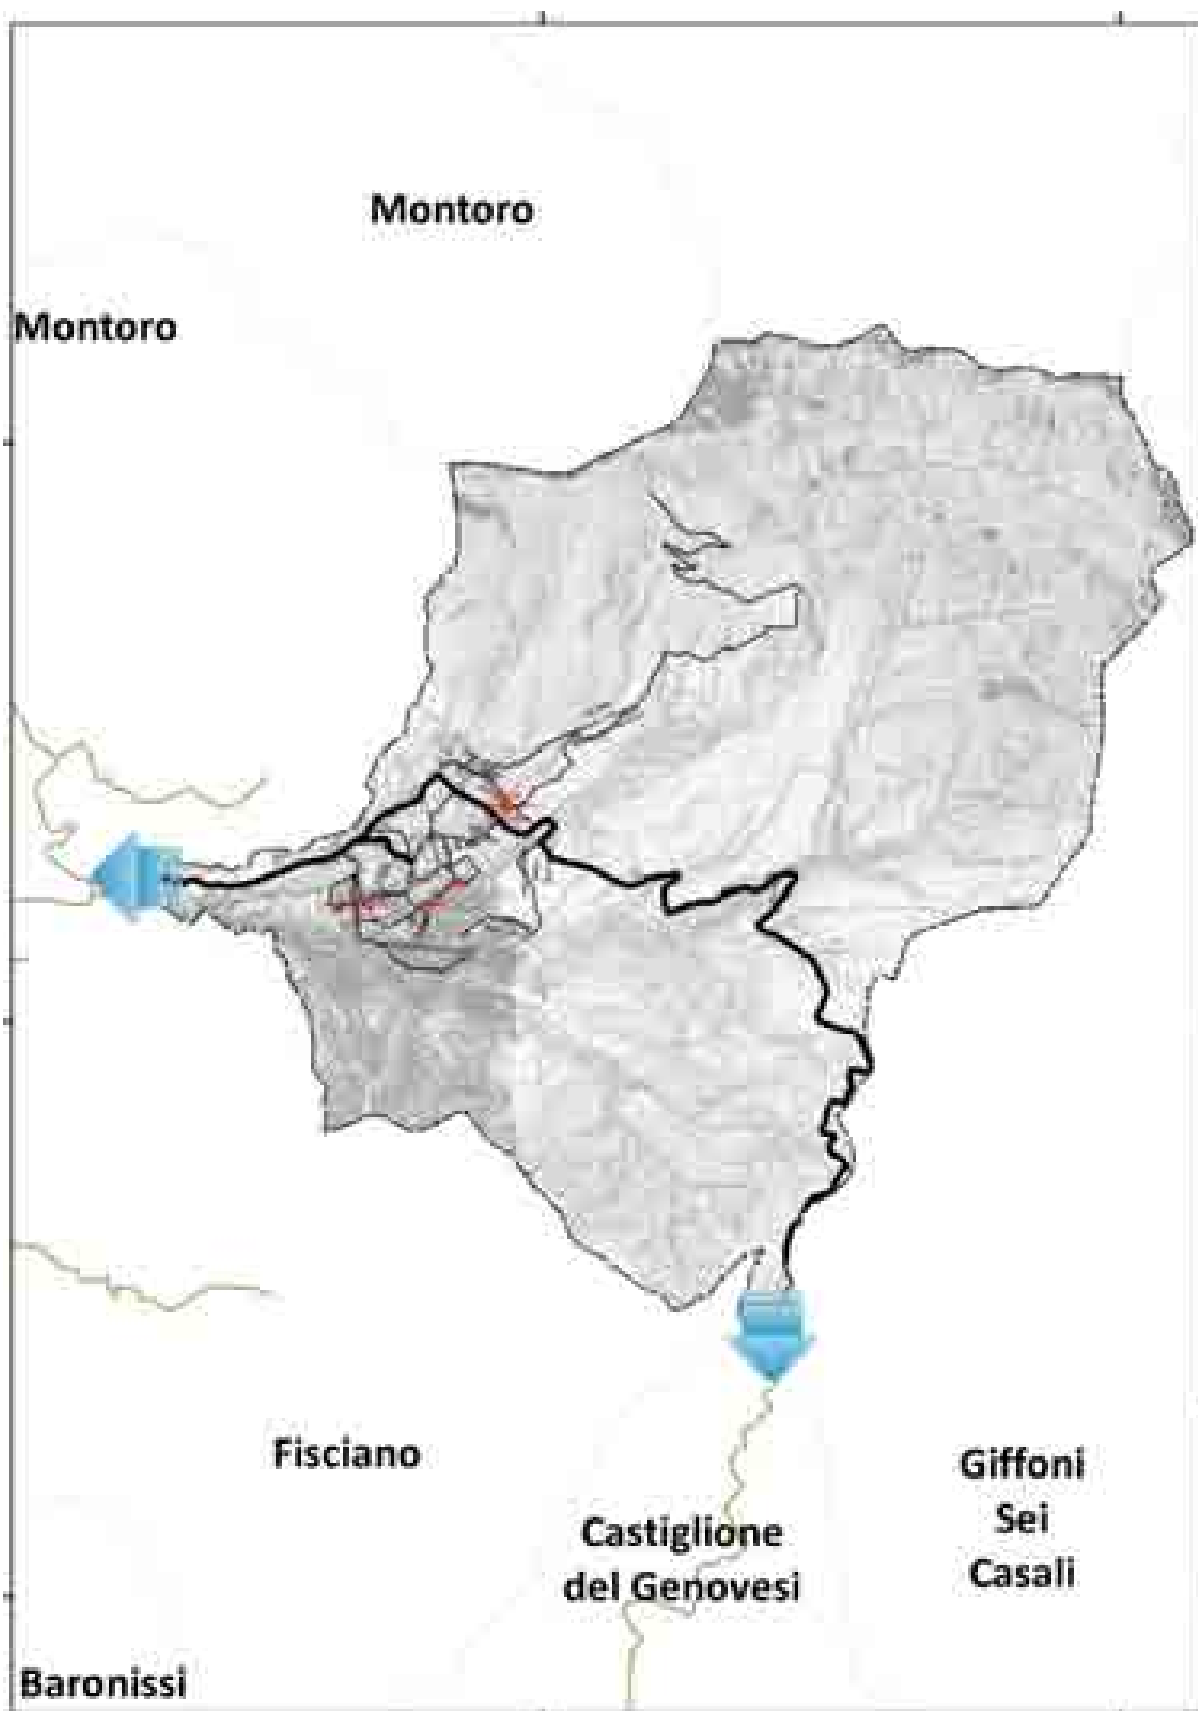 Montoro
Montoro
Fisciano
Giffoni
Sei
Casali
Castiglione
del Genovesi
Baronissi